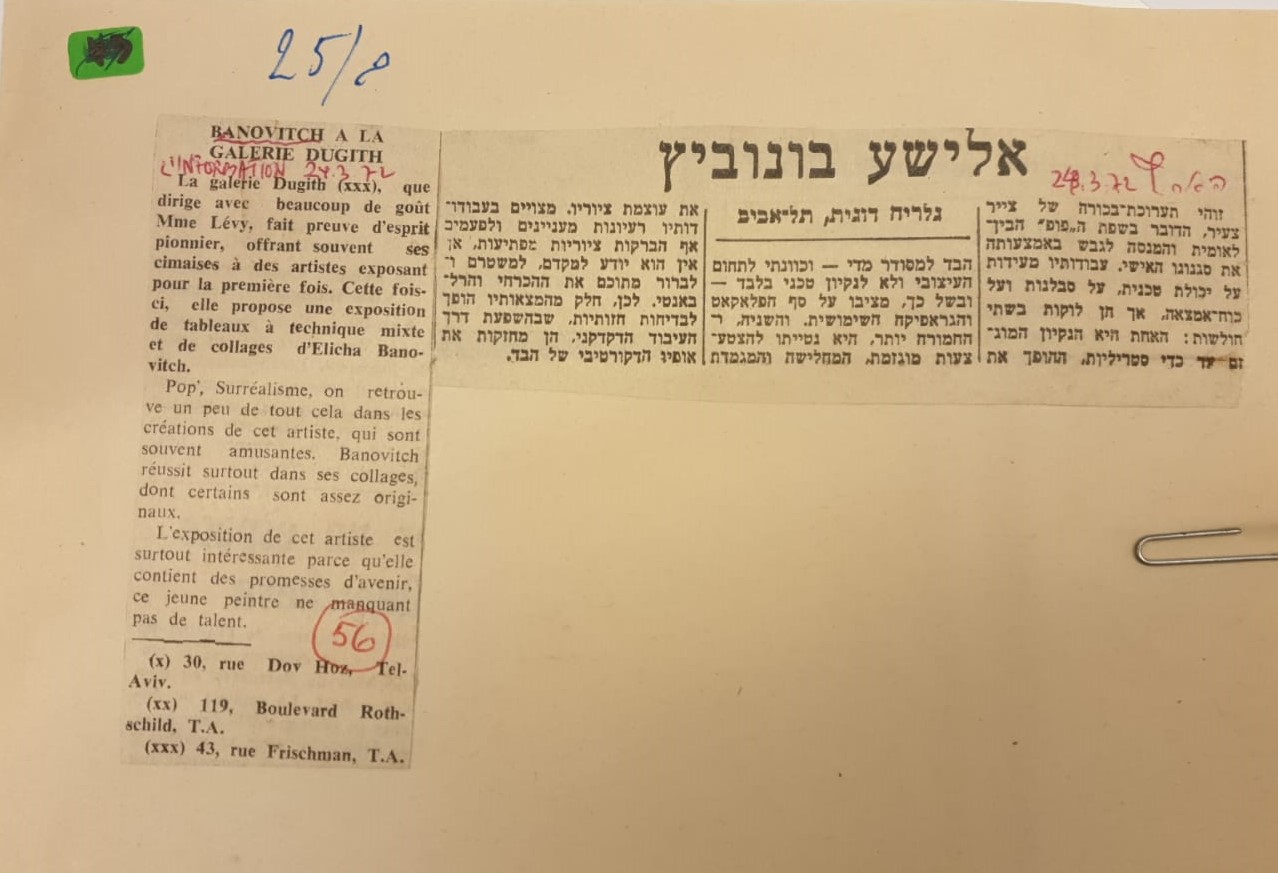 25/פ
BANOVITCH A LA
GALERIE DUGITH
L'INFORMATION 24.3.72
La galerie Dugith (xxx), que
dirige avec beaucoup de goût
Mme Lévy, fait preuve d'esprit
pionnier, offrant souvent ses
cimaises à des artistes exposant
pour la première fois. Cette fois-
ci, elle propose une exposition
de tableaux à technique mixte
et de collages d'Elicha Bano-
vitch.
Pop', Surréalisme, on retrou-
ve un peu de tout cela dans les
créations de cet artiste, qui sont
souvent amusantes. Banovitch
réussit surtout dans ses collages,
dont certains sont assez origi-
naux.
L'exposition de cet artiste est
surtout intéressante parce qu'elle
contient des promesses d'avenir,
ce jeune peintre ne manquant
pas de talent.
56
(x) 30, rue Dov Hoz, Tel-
Aviv.
(xx) 119, Boulevard Roth-
schild, T.A.
(xxx) 43, rue Frischman, T.A.
אלישע בונוביץ
24.3.72
זוהי תערוכת־בכורה של צייר
צעיר, הדובר בשפת ה„פופ״ הבינ־
לאומית והמנסה לגבש באמצעותה
את סגנונו האישי. עבודותיו מעידות
על יכולת טכנית, על סבלנות ועל
כוח־אמצאה, אך הן לוקות בשתי
חולשות: האחת היא הנקיון המוג־
זם עד כדי סטריליות, ההופך את
גלריה דוגית, תל־אביב
הבד למסודר מדי — וכוונתי לתחום
העיצובי ולא לנקיון טכני בלבד —
ובשל כך, מציבו על סף הפלאקאט
והגראפיקה השימושית. והשניה, ו־
החמורה יותר, היא נטייתו להצטע־
צעות מוגזמת, המחלישה והמגמדת
את עוצמת ציוריו. מצויים בעבודו־
דותיו רעיונות מעניינים ולפעמים
אף הברקות ציוריות מפתיעות, אך
אין הוא יודע למקדם, למשטרם ו־
לברור מתוכם את ההכרחי והרל־
באנטי. לכן, חלק מהמצאותיו הופך
לבדיחות חזותיות, שבהשפעת דרך
העיבוד הדקדקני, הן מחזקות את
אופיו הדקורטיבי של הבד.